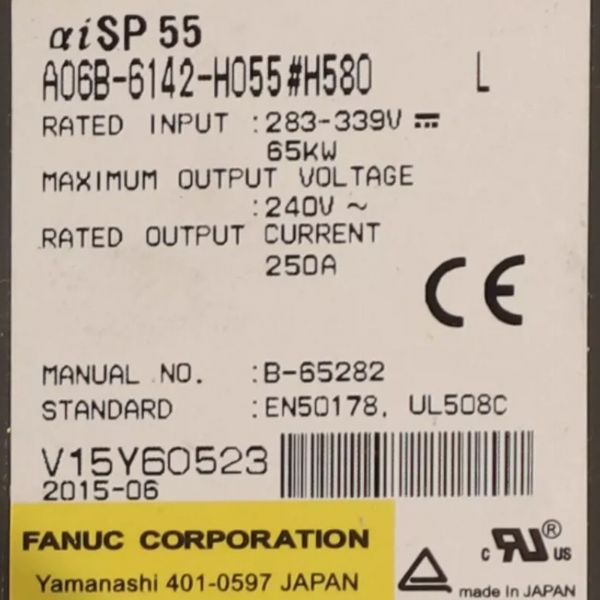 αiSP 55
A06B-6142-H055#H580 L
RATED INPUT :283-339V ⎓
65KW
MAXIMUM OUTPUT VOLTAGE
:240V ~
RATED OUTPUT CURRENT
250A
CE
MANUAL NO. :B-65282
STANDARD :EN50178, UL508C
V15Y60523
2015-06
FANUC CORPORATION
Yamanashi 401-0597 JAPAN
c RU ® US
made In JAPAN